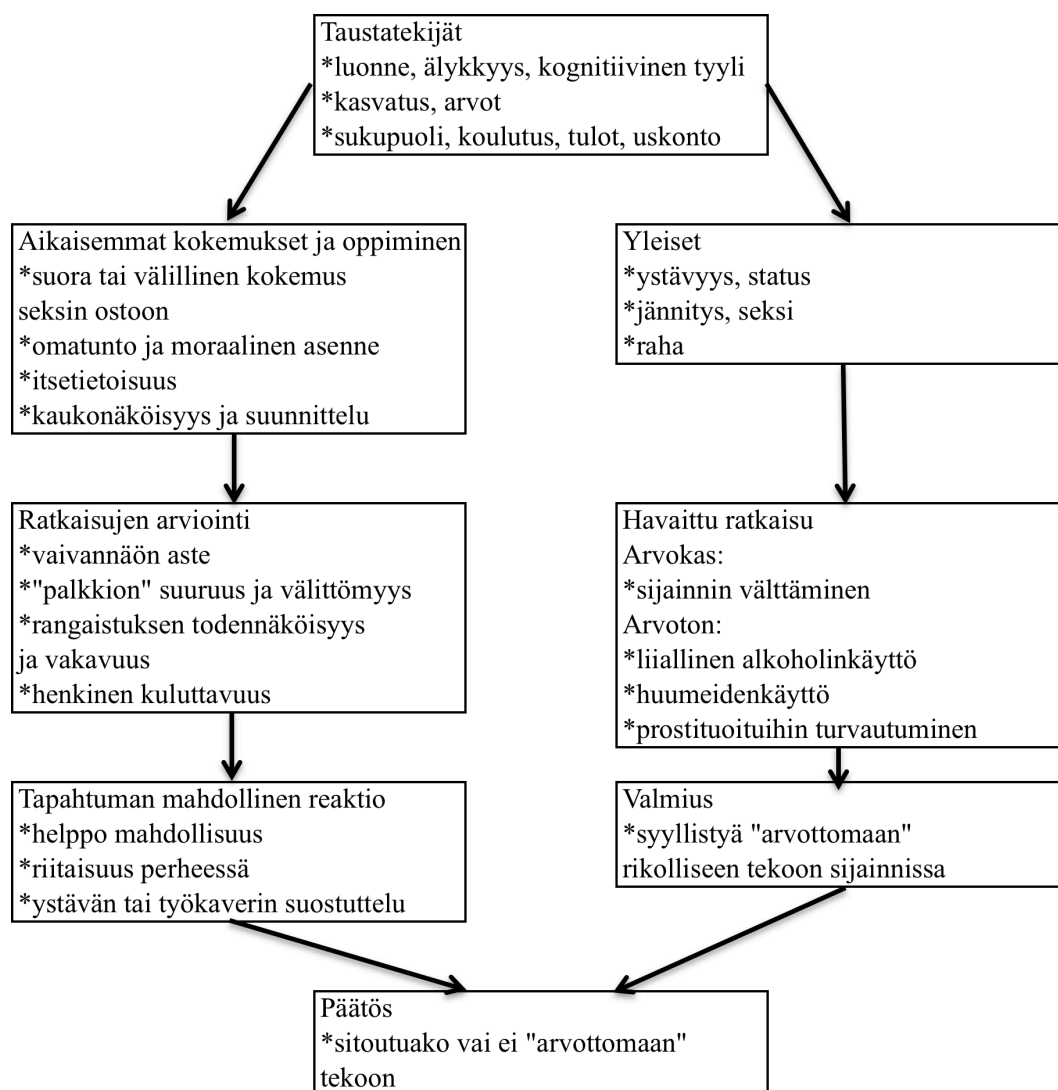 Taustatekijät
*luonne, älykkyys, kognitiivinen tyyli
*kasvatus, arvot
*sukupuoli, koulutus, tulot, uskonto
Aikaisemmat kokemukset ja oppiminen
*suora tai välillinen kokemus
seksin ostoon
*omatunto ja moraalinen asenne
*itsetietoisuus
*kaukonäköisyys ja suunnittelu
Yleiset
*ystävyys, status
*jännitys, seksi
*raha
Ratkaisujen arviointi
*vaivannäön aste
*"palkkion" suuruus ja välittömyys
*rangaistuksen todennäköisyys
ja vakavuus
*henkinen kuluttavuus
Havaittu ratkaisu
Arvokas:
*sijainnin välttäminen
Arvoton:
*liiallinen alkoholinkäyttö
*huumeidenkäyttö
*prostituoituihin turvautuminen
Tapahtuman mahdollinen reaktio
*helppo mahdollisuus
*riitaisuus perheessä
*ystävän tai työkaverin suostuttelu
Valmius
*syyllistyä "arvottomaan"
rikolliseen tekoon sijainnissa
Päätös
*sitoutuako vai ei "arvottomaan"
tekoon